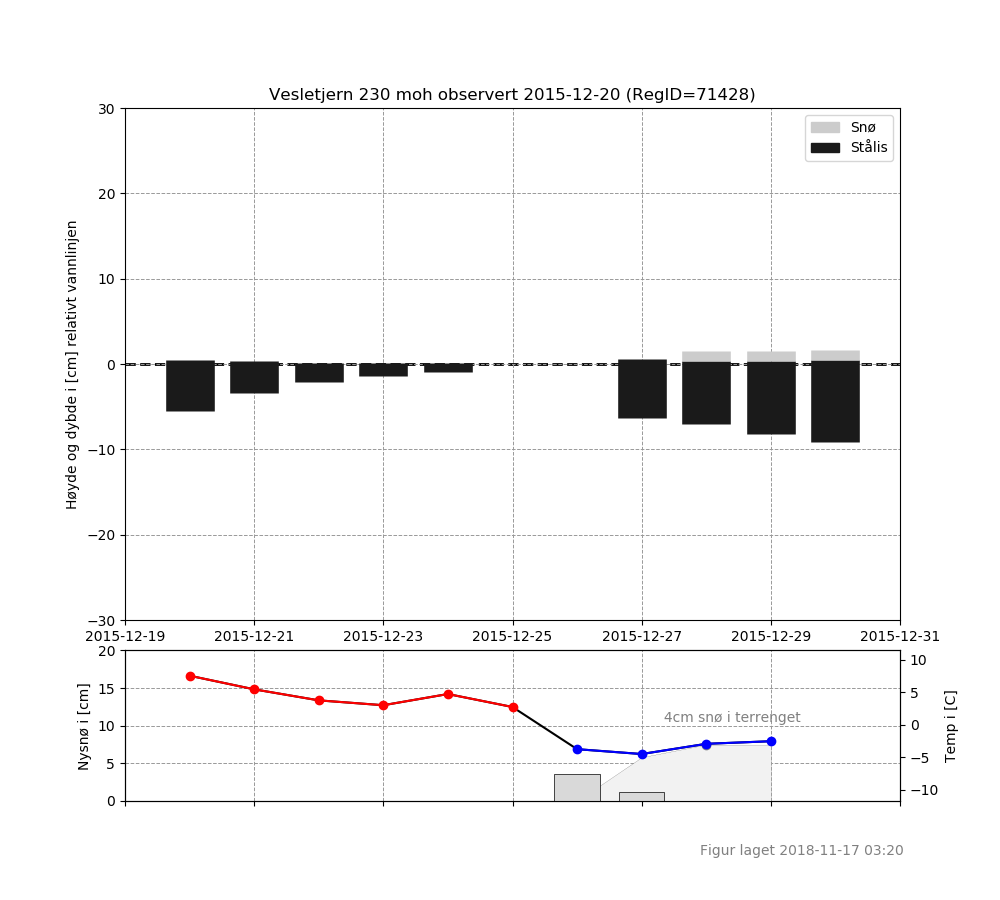 Vesletjern 230 moh observert 2015-12-20 (RegID=71428)
Snø
Stålis
Høyde og dybde i [cm] relativt vannlinjen
30
20
10
0
−10
−20
−30
2015-12-19 2015-12-21 2015-12-23 2015-12-25 2015-12-27 2015-12-29 2015-12-31
Nysnø i [cm]
20
15
10
5
0
4cm snø i terrenget
10
5
0
−5
−10
Temp i [C]
Figur laget 2018-11-17 03:20